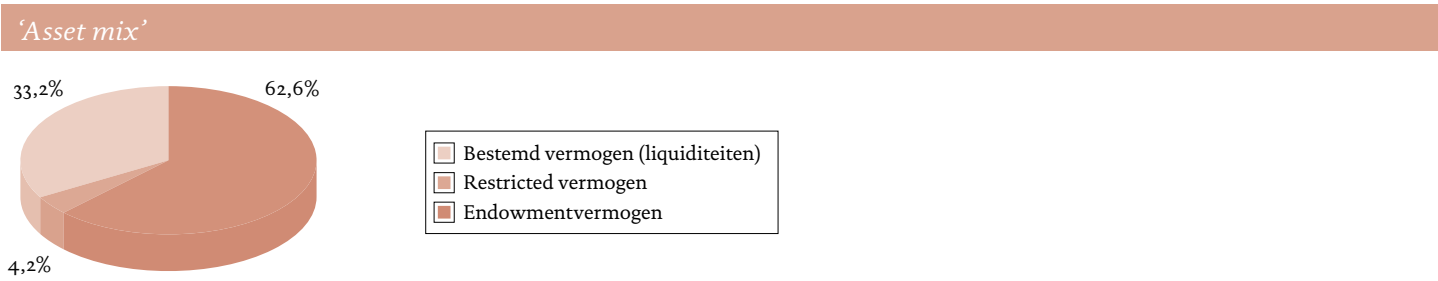 ‘Asset mix’
33,2%
62,6%
4,2%
Bestemd vermogen (liquiditeiten)
Restricted vermogen
Endowmentvermogen